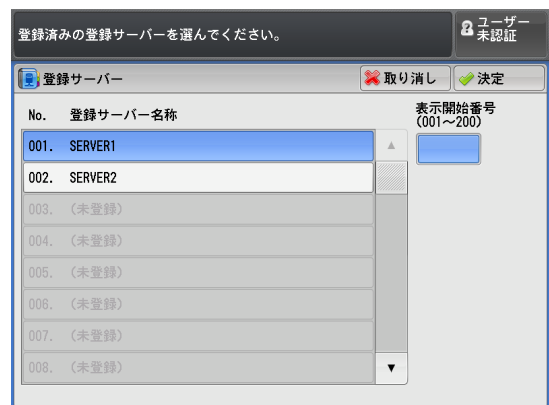 登録済みの登録サーバーを選んでください。
ユーザー
未認証
登録サーバー
取り消し
決定
No. 登録サーバー名称
表示開始番号
(001～200)
001. SERVER1
002. SERVER2
003. (未登録)
004. (未登録)
005. (未登録)
006. (未登録)
007. (未登録)
008. (未登録)